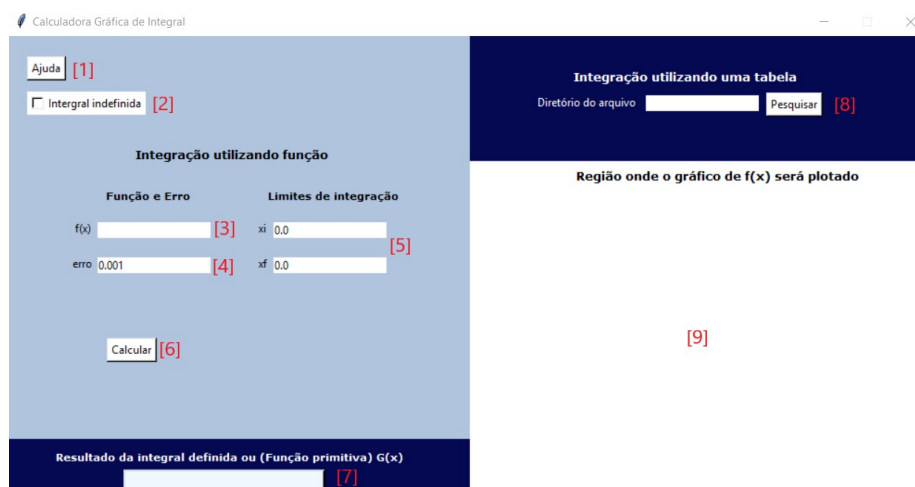 Calculadora Gráfica de Integral
Ajuda [1]
Intergral indefinida [2]
Integração utilizando função
Função e Erro
Limites de integração
f(x) [3]
xi 0.0
[5]
erro 0.001 [4]
xf 0.0
Calcular [6]
Resultado da integral definida ou (Função primitiva) G(x)
[7]
Integração utilizando uma tabela
Diretório do arquivo Pesquisar [8]
Região onde o gráfico de f(x) será plotado
[9]